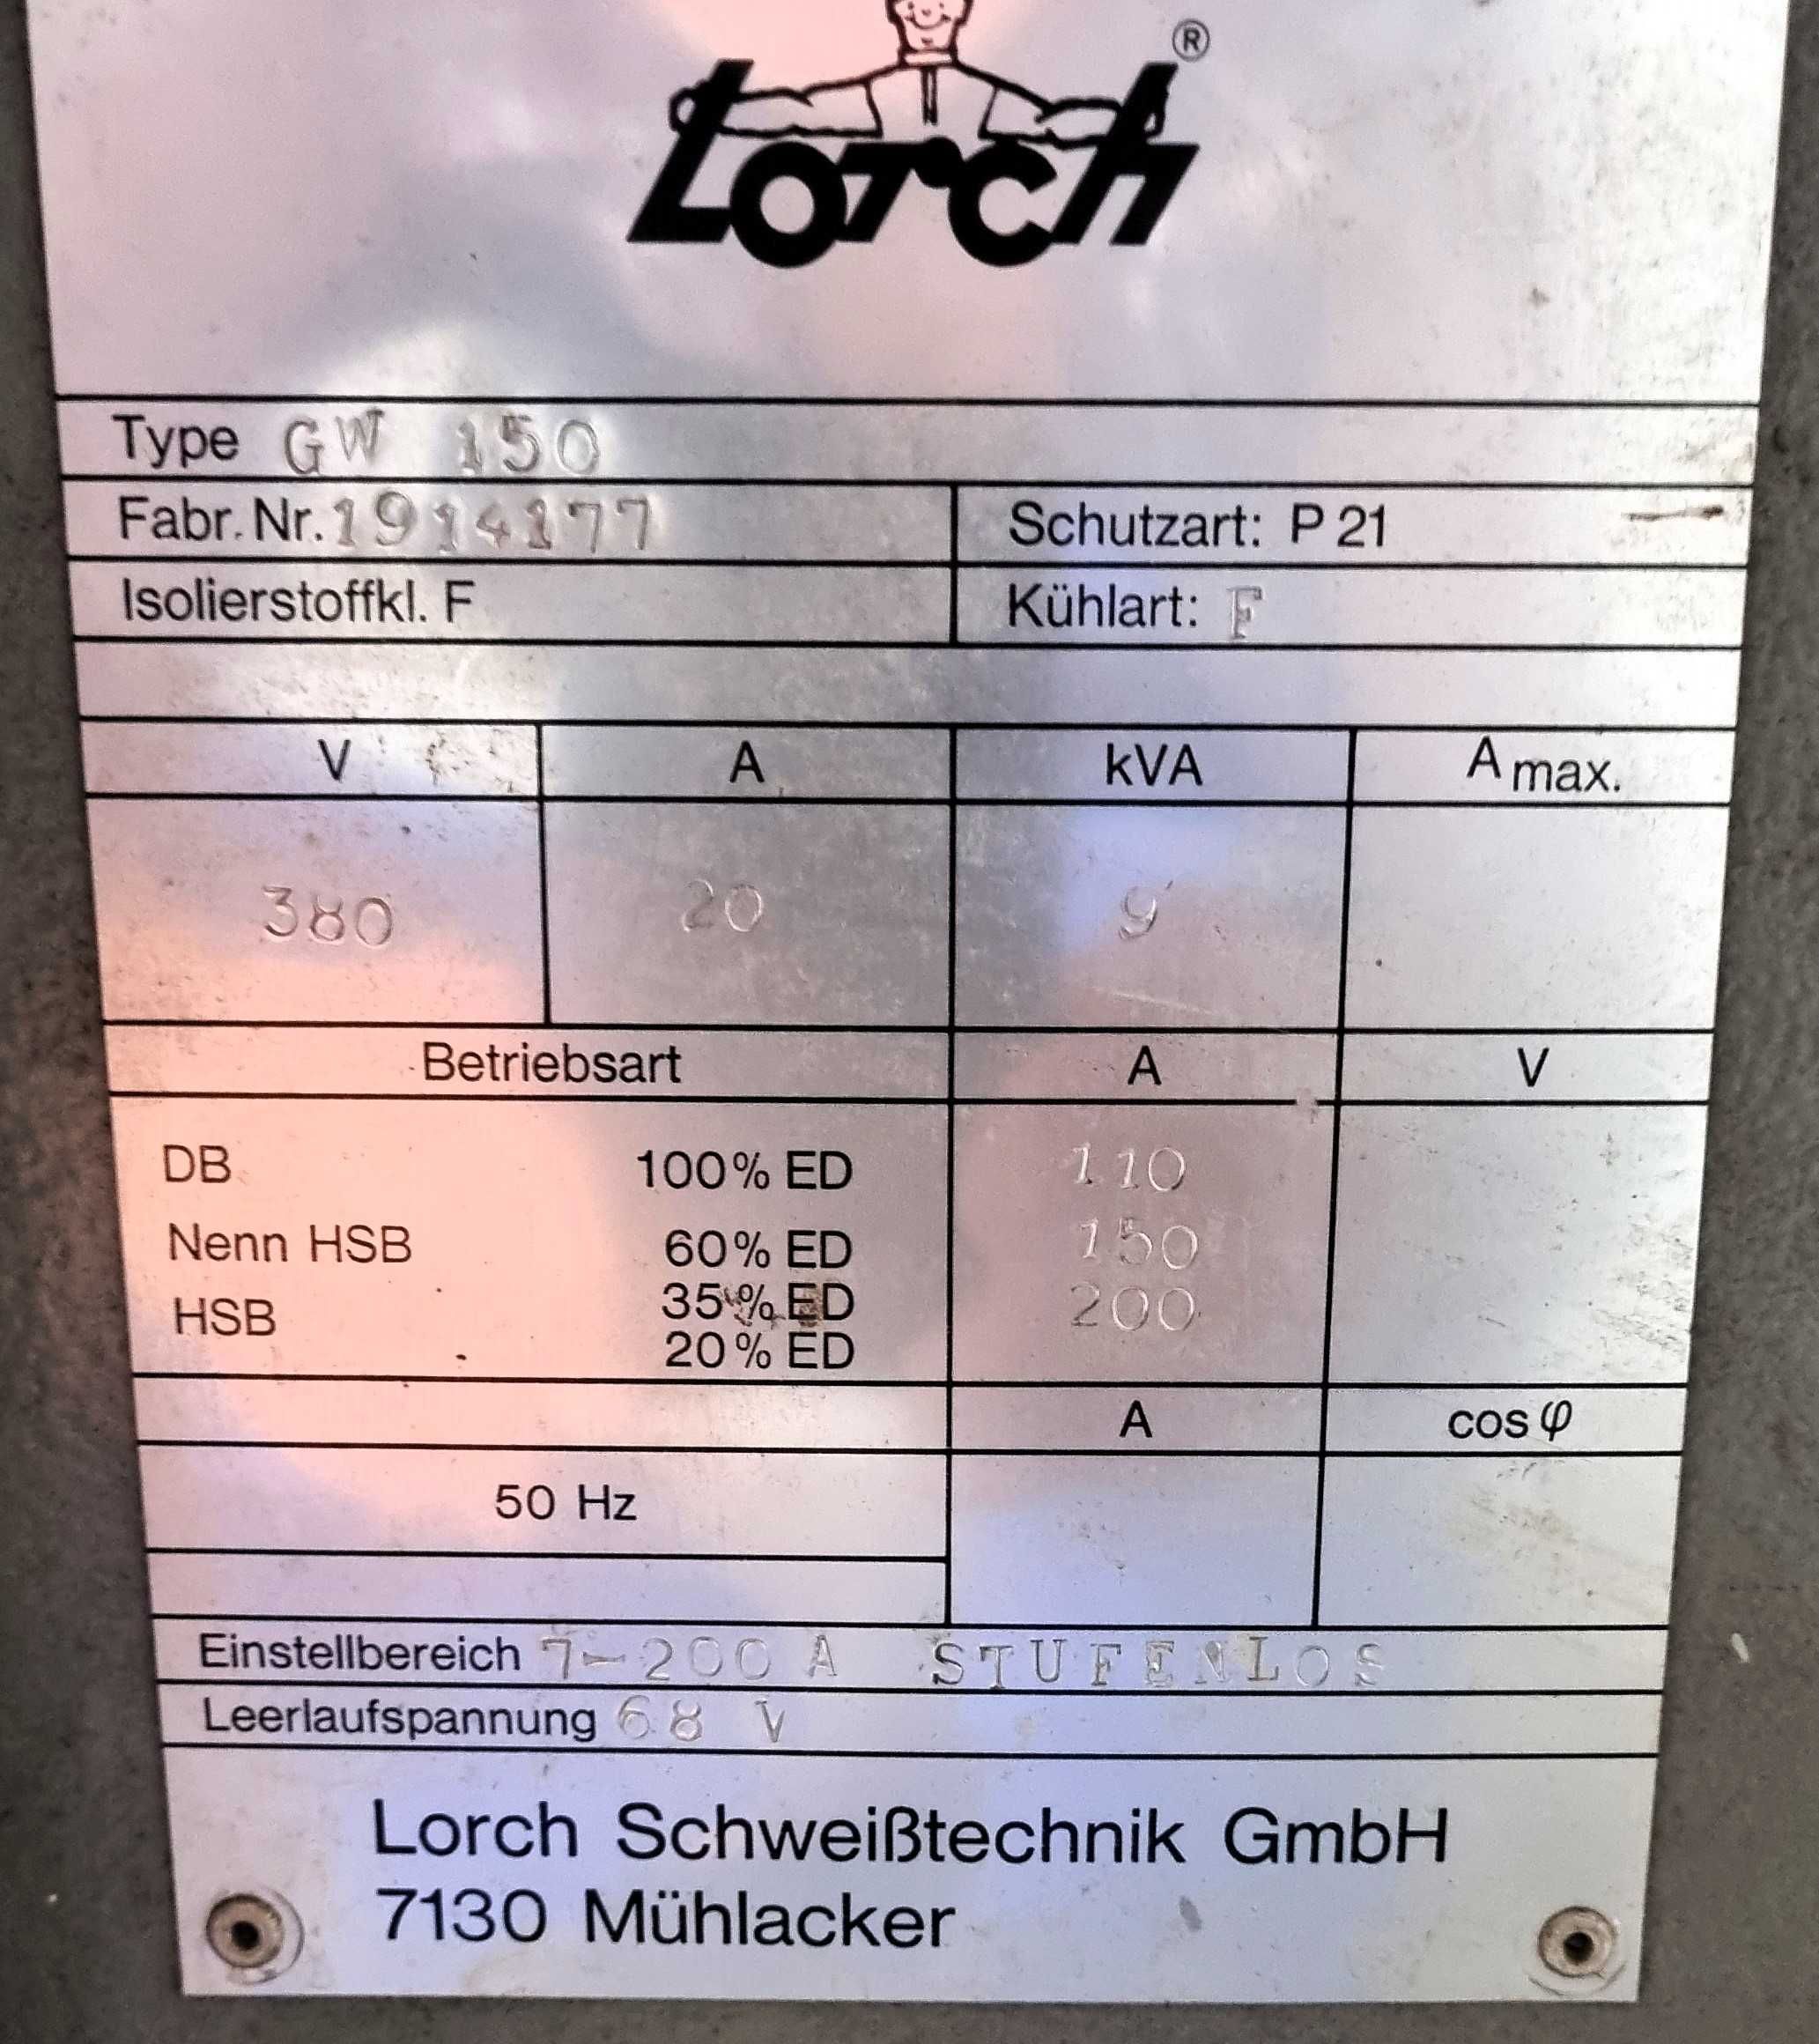 Lorch ®
Type GW 150
Fabr. Nr. 1914177 Schutzart: P 21
Isolierstoffkl. F Kühlart: F
V A kVA A max.
380 20 9
Betriebsart A V
DB 100% ED 110
Nenn HSB 60% ED 150
HSB 35% ED 200
20% ED
A cos φ
50 Hz
Einstellbereich 7-200 A STUFENLOS
Leerlaufspannung 68 V
Lorch Schweißtechnik GmbH
7130 Mühlacker